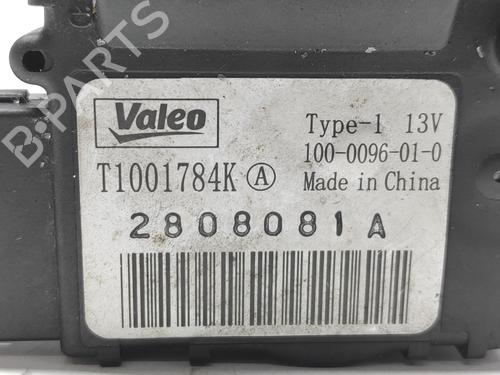 Valeo
Type-1 13V
100-0096-01-0
T1001784K Ⓐ
Made in China
2808081A
B-PARTS